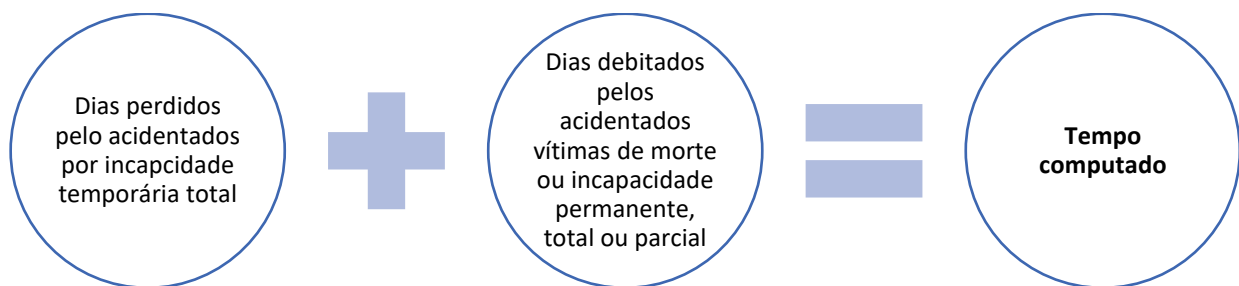 Dias perdidos
pelo acidentados
por incapcidade
temporária total
Dias debitados
pelos
acidentados
vítimas de morte
ou incapacidade
permanente,
total ou parcial
Tempo
computado